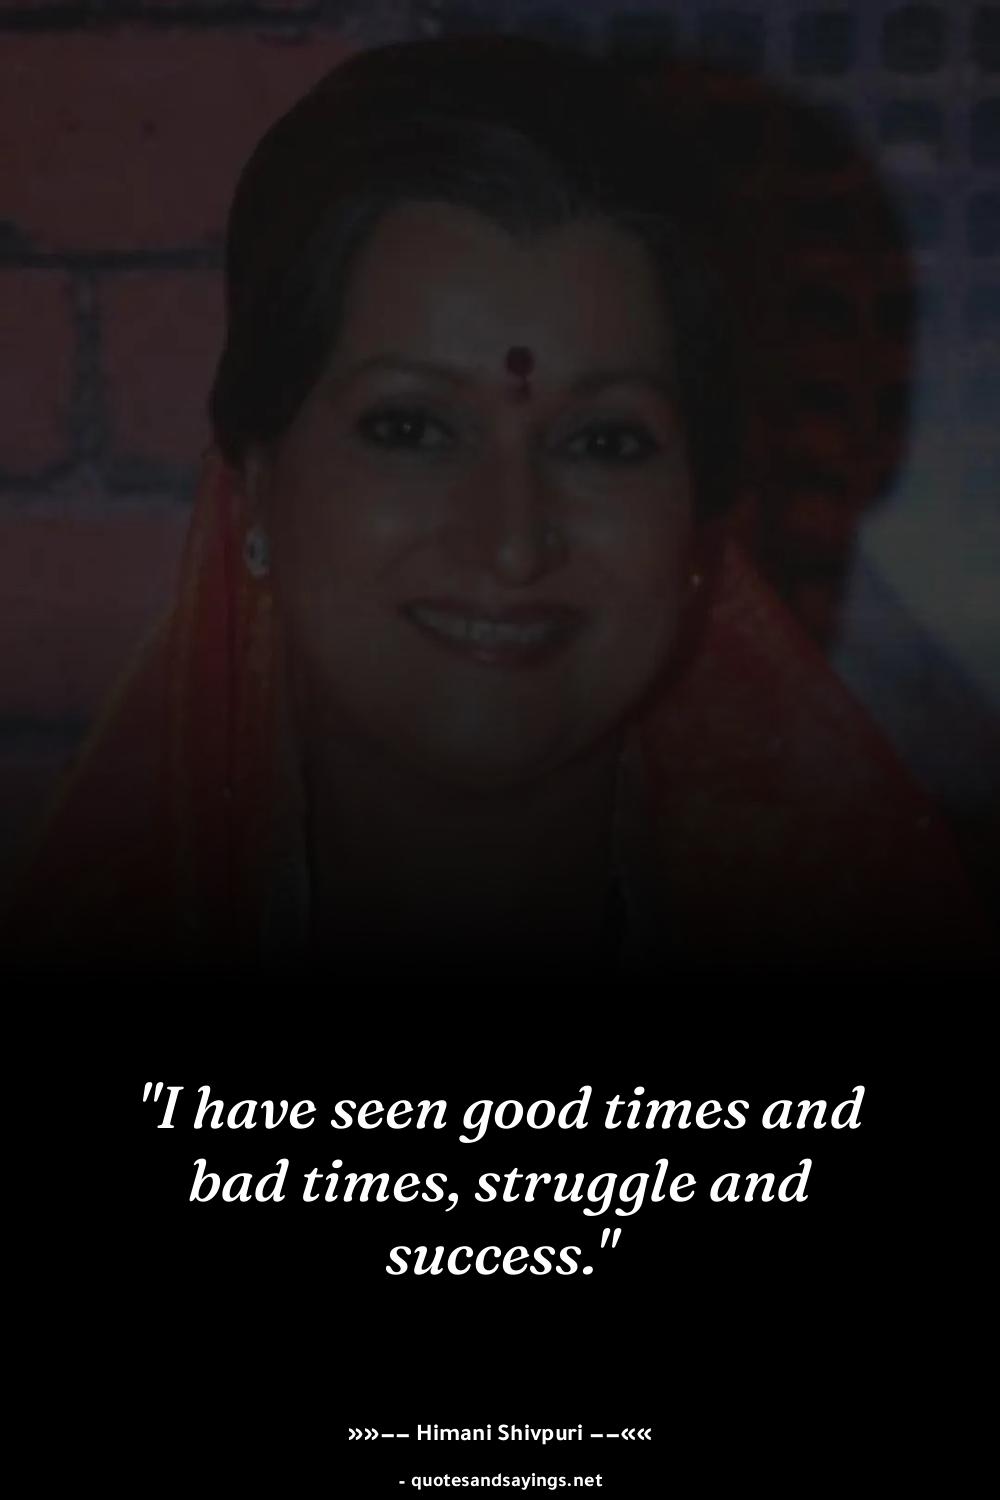 "I have seen good times and
bad times, struggle and
success."
»»–– Himani Shivpuri ––««
- quotesandsayings.net